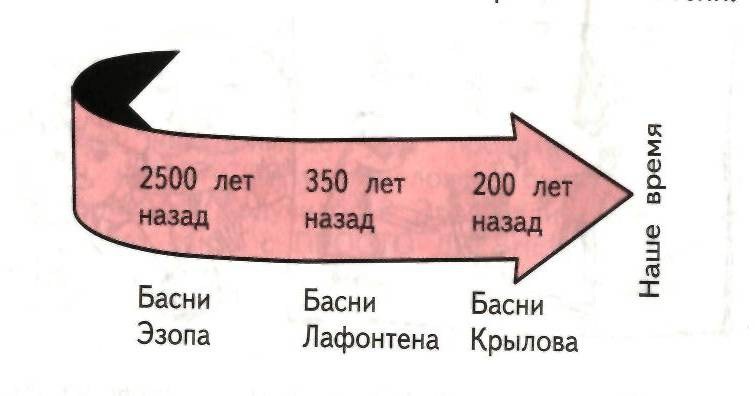 2500 лет
назад
350 лет
назад
200 лет
назад
Наше время
Басни
Эзопа
Басни
Лафонтена
Басни
Крылова